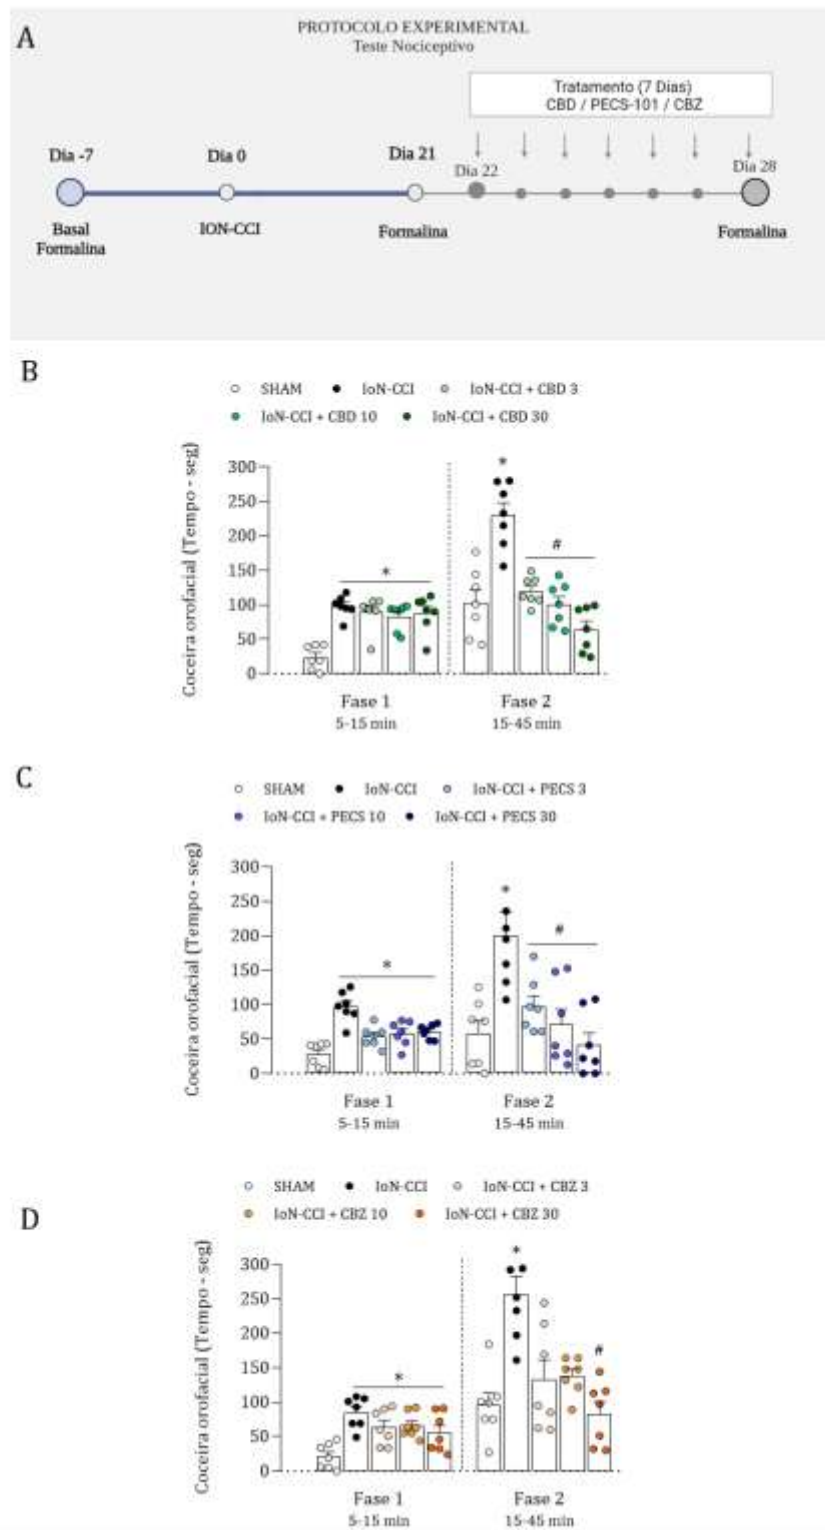 A
PROTOCOLO EXPERIMENTAL
Teste Nociceptivo
Tratamento (7 Dias)
CBD / PECS-101 / CBZ
Dia -7
Dia 0
Dia 21
Dia 22
Dia 28
Basal
Formalina
ION-CCI
Formalina
Formalina
B
SHAM IoN-CCI IoN-CCI + CBD 3
IoN-CCI + CBD 10 IoN-CCI + CBD 30
Coceira orofacial (Tempo - seg)
300
250
200
150
100
50
0
*
*
#
Fase 1
5-15 min
Fase 2
15-45 min
C
SHAM IoN-CCI IoN-CCI + PECS 3
IoN-CCI + PECS 10 IoN-CCI + PECS 30
Coceira orofacial (Tempo - seg)
300
250
200
150
100
50
0
*
*
#
Fase 1
5-15 min
Fase 2
15-45 min
D
SHAM IoN-CCI IoN-CCI + CBZ 3
IoN-CCI + CBZ 10 IoN-CCI + CBZ 30
Coceira orofacial (Tempo - seg)
300
250
200
150
100
50
0
*
*
#
Fase 1
5-15 min
Fase 2
15-45 min